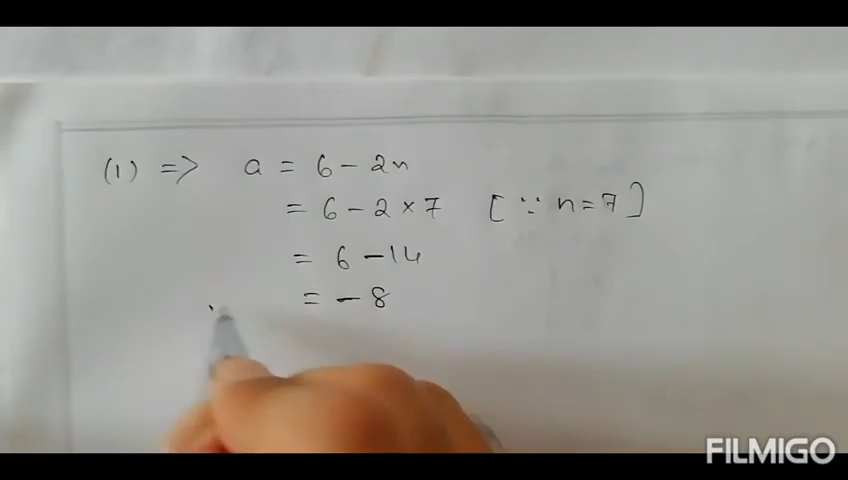 (1) => a = 6 - 2n
= 6 - 2 × 7 [ ∵ n = 7 ]
= 6 - 14
= - 8
FILMIGO